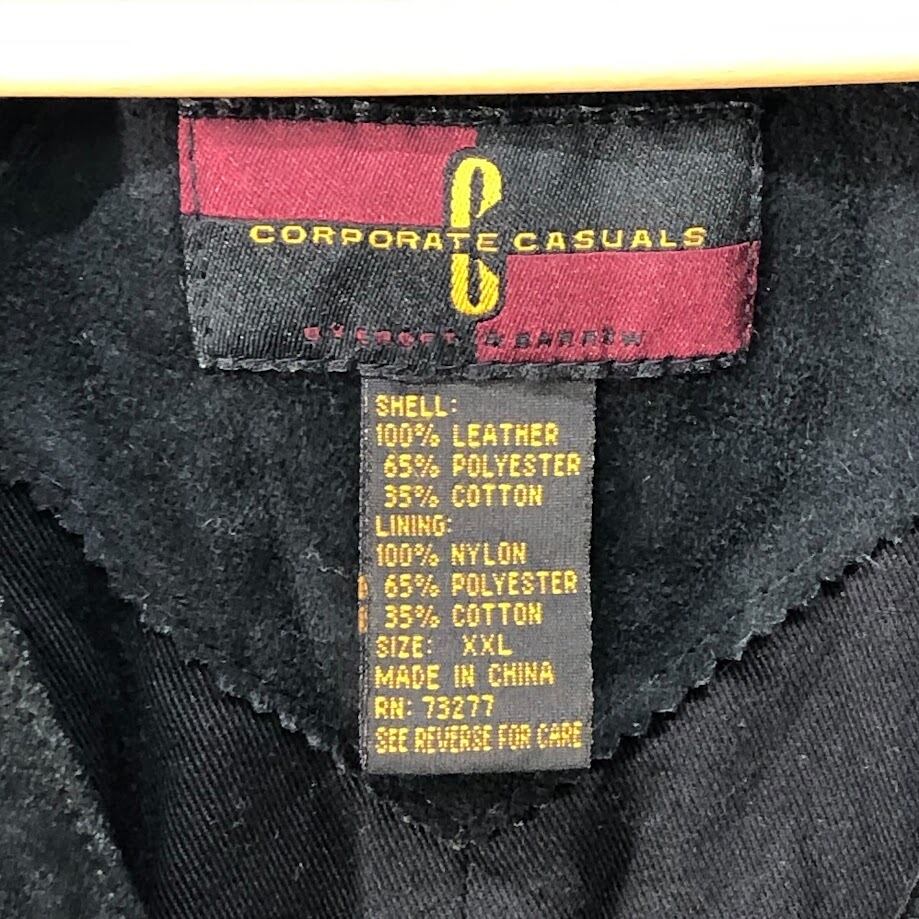 CORPORATE CASUALS
SHELL:
100% LEATHER
65% POLYESTER
35% COTTON
LINING:
100% NYLON
65% POLYESTER
35% COTTON
SIZE: XXL
MADE IN CHINA
RN: 73277
SEE REVERSE FOR CARE